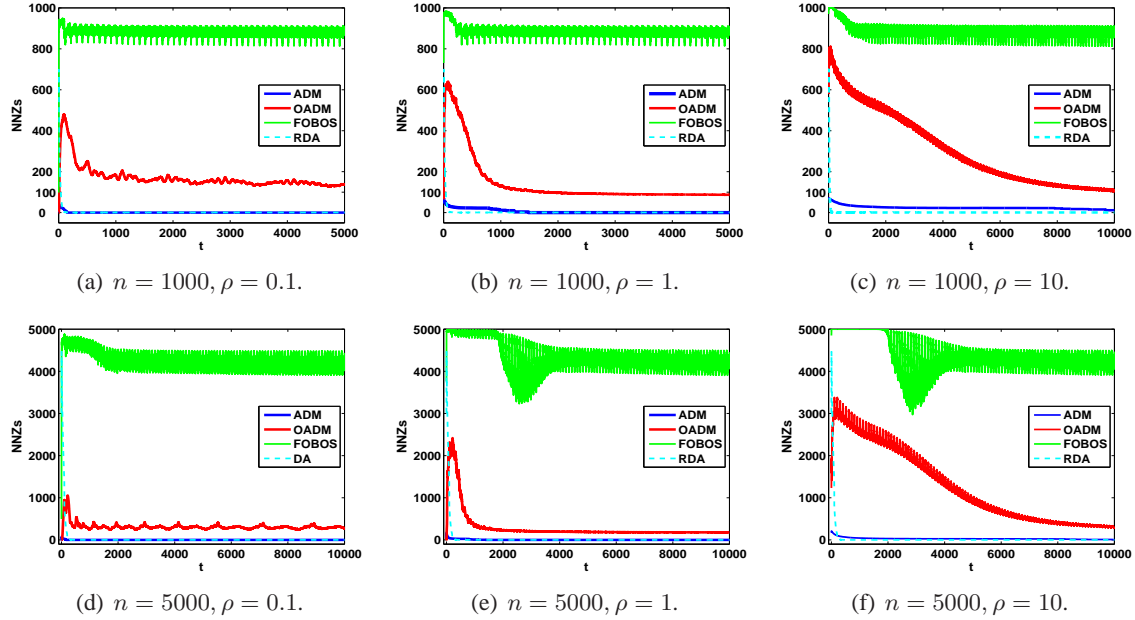 1000
800
600
400
200
100
0
NNZs
ADM
OADM
FOBOS
RDA
0 1000 2000 3000 4000 5000
t
(a) n = 1000, ρ = 0.1.
1000
800
600
400
200
100
0
NNZs
ADM
OADM
FOBOS
RDA
0 1000 2000 3000 4000 5000
t
(b) n = 1000, ρ = 1.
1000
800
600
400
200
100
0
NNZs
ADM
OADM
FOBOS
RDA
0 2000 4000 6000 8000 10000
t
(c) n = 1000, ρ = 10.
5000
4000
3000
2000
1000
0
NNZs
ADM
OADM
FOBOS
DA
0 2000 4000 6000 8000 10000
t
(d) n = 5000, ρ = 0.1.
5000
4000
3000
2000
1000
0
NNZs
ADM
OADM
FOBOS
RDA
0 2000 4000 6000 8000 10000
t
(e) n = 5000, ρ = 1.
5000
4000
3000
2000
1000
0
NNZs
ADM
OADM
FOBOS
RDA
0 2000 4000 6000 8000 10000
t
(f) n = 5000, ρ = 10.